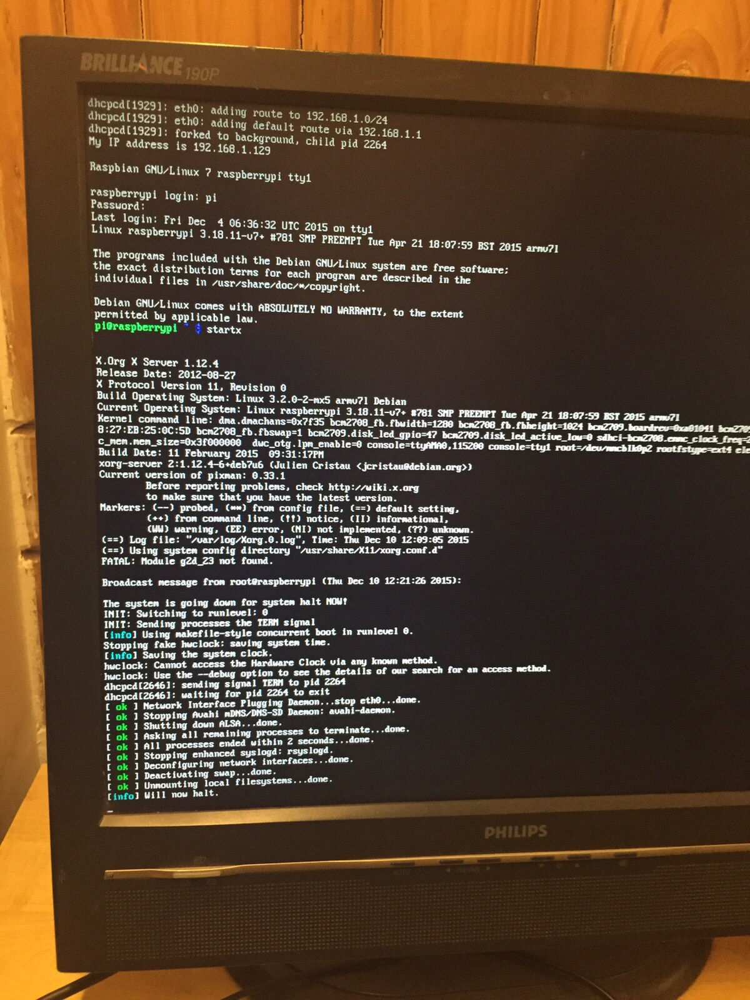 BRILLIANCE 190P
dhcpcd[1929]: eth0: adding route to 192.168.1.0/24
dhcpcd[1929]: eth0: adding default route via 192.168.1.1
dhcpcd[1929]: forked to background, child pid 2264
My IP address is 192.168.1.129
Raspbian GNU/Linux 7 raspberrypi tty1
raspberrypi login: pi
Password:
Last login: Fri Dec  4 06:36:32 UTC 2015 on tty1
Linux raspberrypi 3.18.11-v7+ #781 SMP PREEMPT Tue Apr 21 18:07:59 BST 2015 armv7l
The programs included with the Debian GNU/Linux system are free software;
the exact distribution terms for each program are described in the
individual files in /usr/share/doc/*/copyright.
Debian GNU/Linux comes with ABSOLUTELY NO WARRANTY, to the extent
permitted by applicable law.
pi@raspberrypi ~ $ startx
X.Org X Server 1.12.4
Release Date: 2012-08-27
X Protocol Version 11, Revision 0
Build Operating System: Linux 3.2.0-2-mx5 armv7l Debian
Current Operating System: Linux raspberrypi 3.18.11-v7+ #781 SMP PREEMPT Tue Apr 21 18:07:59 BST 2015 armv7l
Kernel command line: dma.dmachans=0x7f35 bcm2708_fb.fbwidth=1280 bcm2708_fb.fbheight=1024 bcm2709.boardrev=0xa01041 bcm2709
8:27:EB:25:0C:5D bcm2708_fb.fbswap=1 bcm2709.disk_led_gpio=47 bcm2709.disk_led_active_low=0 sdhci-bcm2708.emmc_clock_freq=2
c_mem.mem_size=0x3f000000  dwc_otg.lpm_enable=0 console=ttyAMA0,115200 console=tty1 root=/dev/mmcblk0p2 rootfstype=ext4 ele
Build Date: 11 February 2015  09:31:17PM
xorg-server 2:1.12.4-6+deb7u6 (Julien Cristau <jcristau@debian.org>)
Current version of pixman: 0.33.1
Before reporting problems, check http://wiki.x.org
to make sure that you have the latest version.
Markers: (--) probed, (**) from config file, (==) default setting,
(++) from command line, (!!) notice, (II) informational,
(WW) warning, (EE) error, (NI) not implemented, (??) unknown.
(==) Log file: "/var/log/Xorg.0.log", Time: Thu Dec 10 12:09:05 2015
(==) Using system config directory "/usr/share/X11/xorg.conf.d"
FATAL: Module g2d_23 not found.
Broadcast message from root@raspberrypi (Thu Dec 10 12:21:26 2015):
The system is going down for system halt NOW!
INIT: Switching to runlevel: 0
INIT: Sending processes the TERM signal
[info] Using makefile-style concurrent boot in runlevel 0.
Stopping fake hwclock: saving system time.
[info] Saving the system clock.
hwclock: Cannot access the Hardware Clock via any known method.
hwclock: Use the --debug option to see the details of our search for an access method.
dhcpcd[2646]: sending signal TERM to pid 2264
dhcpcd[2646]: waiting for pid 2264 to exit
[ ok ] Network Interface Plugging Daemon...stop eth0...done.
[ ok ] Stopping Avahi mDNS/DNS-SD Daemon: avahi-daemon.
[ ok ] Shutting down ALSA...done.
[ ok ] Asking all remaining processes to terminate...done.
[ ok ] All processes ended within 2 seconds...done.
[ ok ] Stopping enhanced syslogd: rsyslogd.
[ ok ] Deconfiguring network interfaces...done.
[ ok ] Deactivating swap...done.
[ ok ] Unmounting local filesystems...done.
[info] Will now halt.
PHILIPS